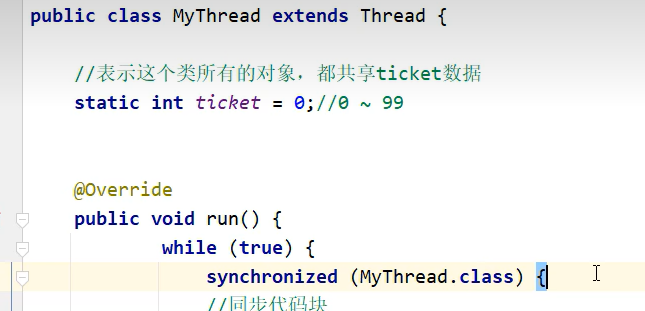 public class MyThread extends Thread {
//表示这个类所有的对象，都共享ticket数据
static int ticket = 0;//0 ~ 99
@Override
public void run() {
while (true) {
synchronized (MyThread.class) {
//同步代码块